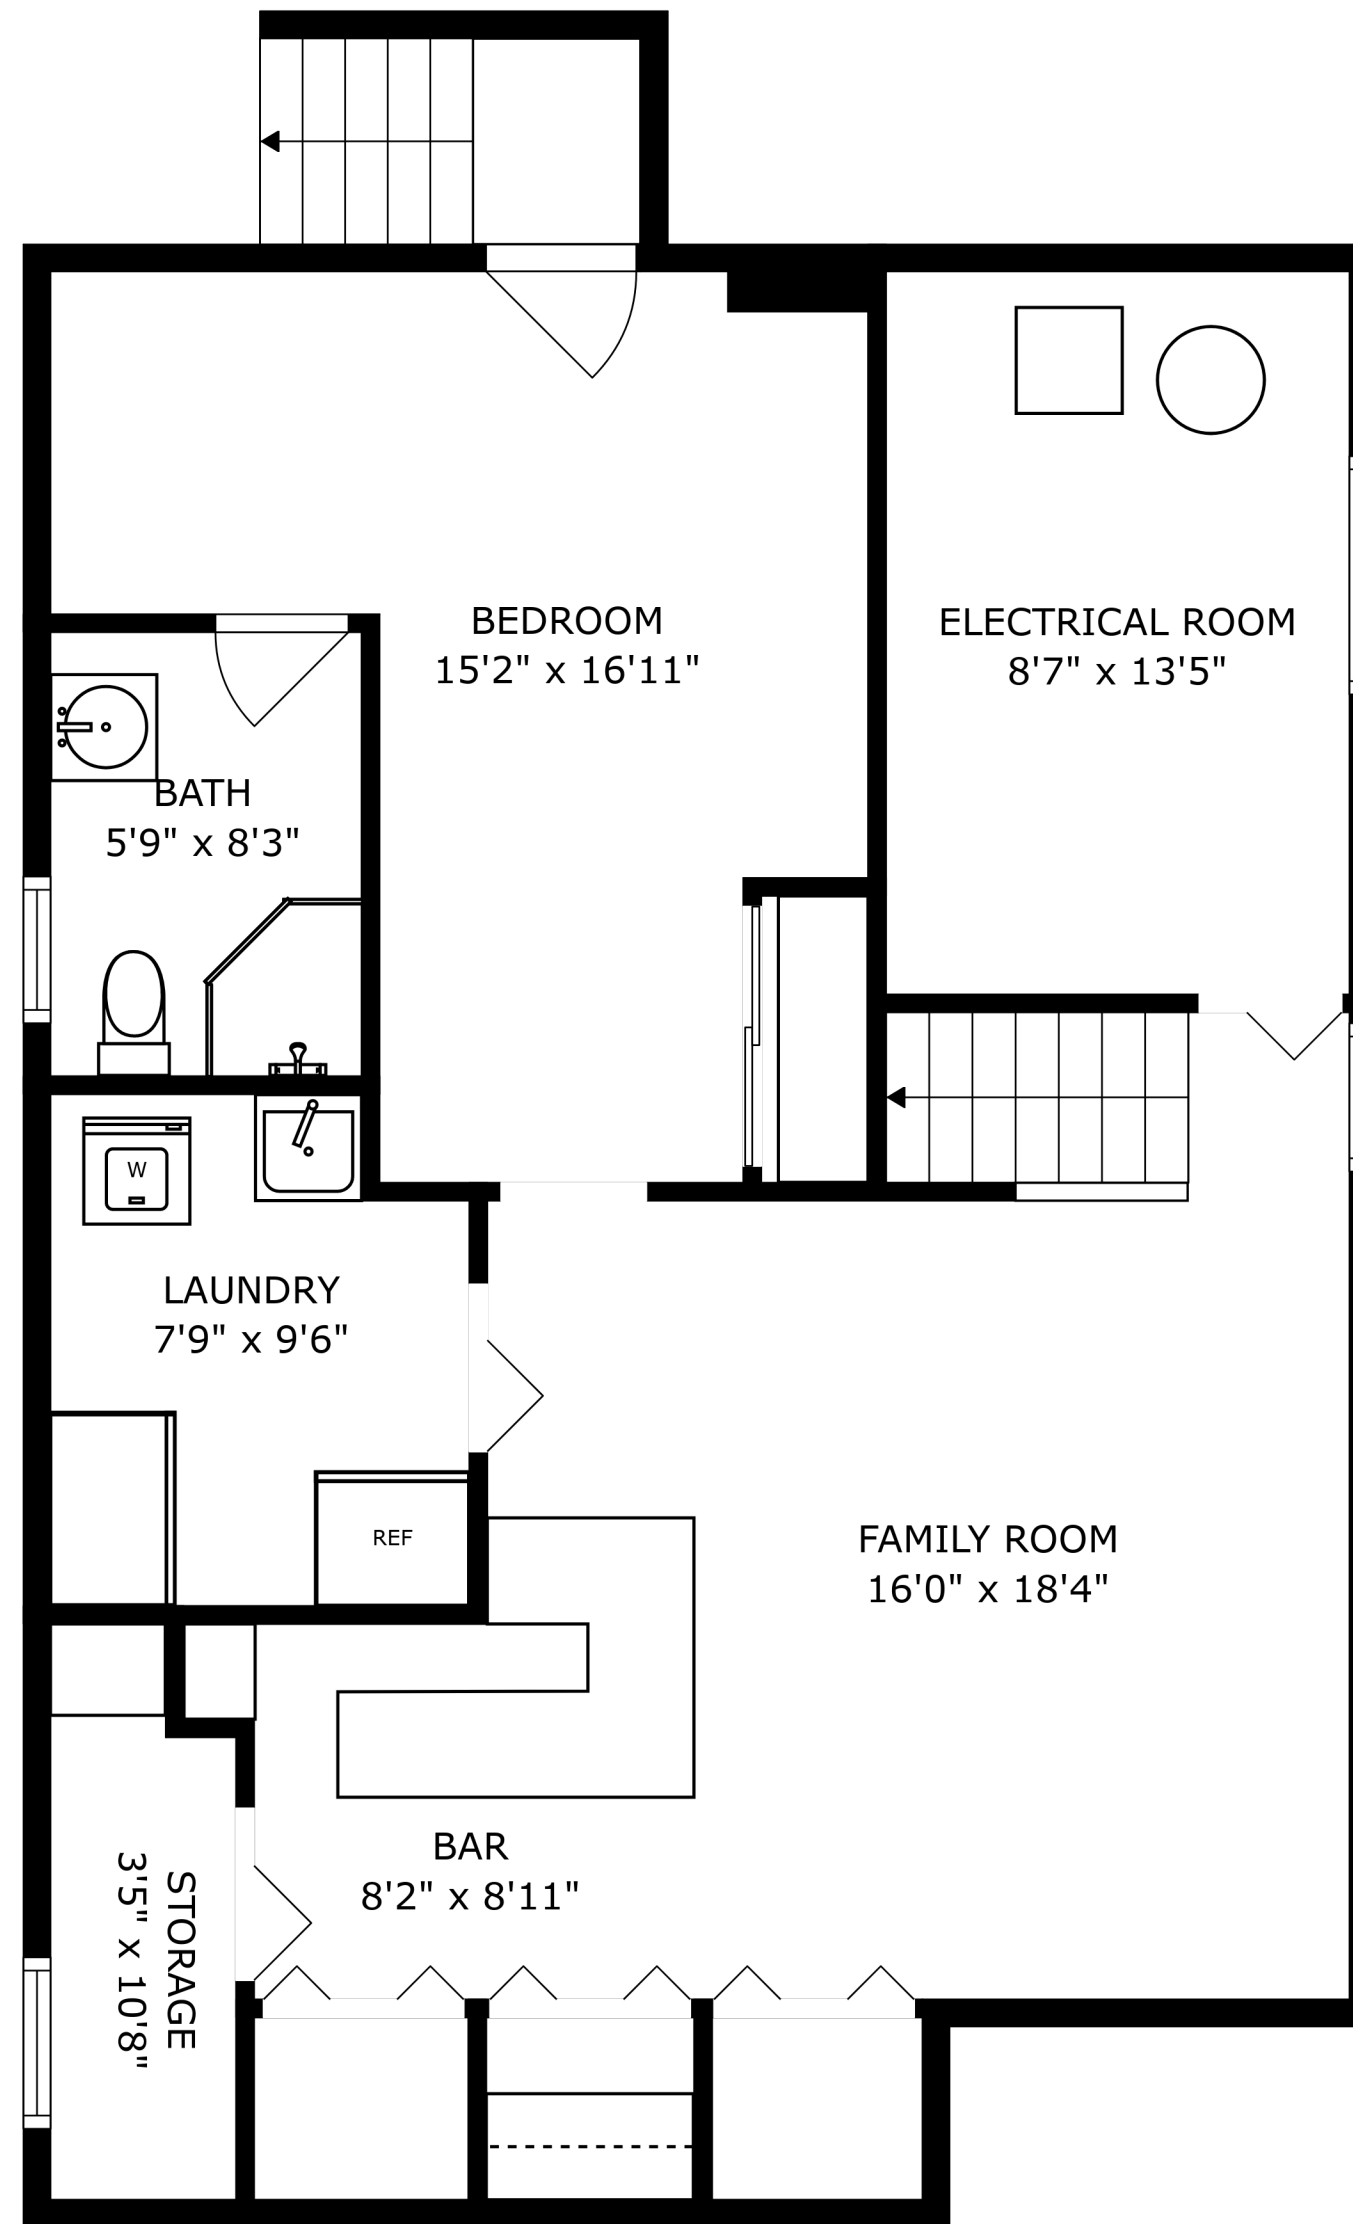 BEDROOM
15'2" x 16'11"
ELECTRICAL ROOM
8'7" x 13'5"
BATH
5'9" x 8'3"
W
LAUNDRY
7'9" x 9'6"
REF
FAMILY ROOM
16'0" x 18'4"
BAR
8'2" x 8'11"
STORAGE
3'5" x 10'8"